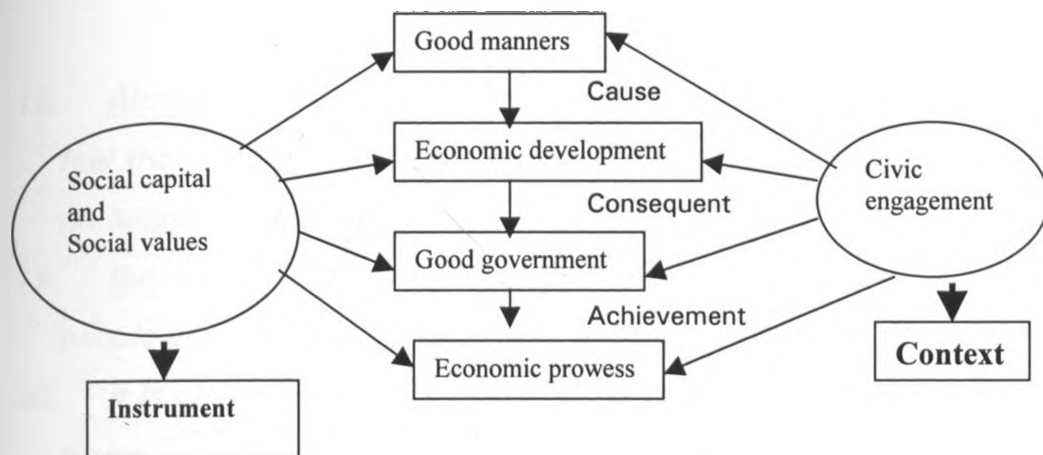 Good manners
Cause
Economic development
Social capital
and
Social values
Civic
engagement
Consequent
Good government
Achievement
Economic prowess
Context
Instrument